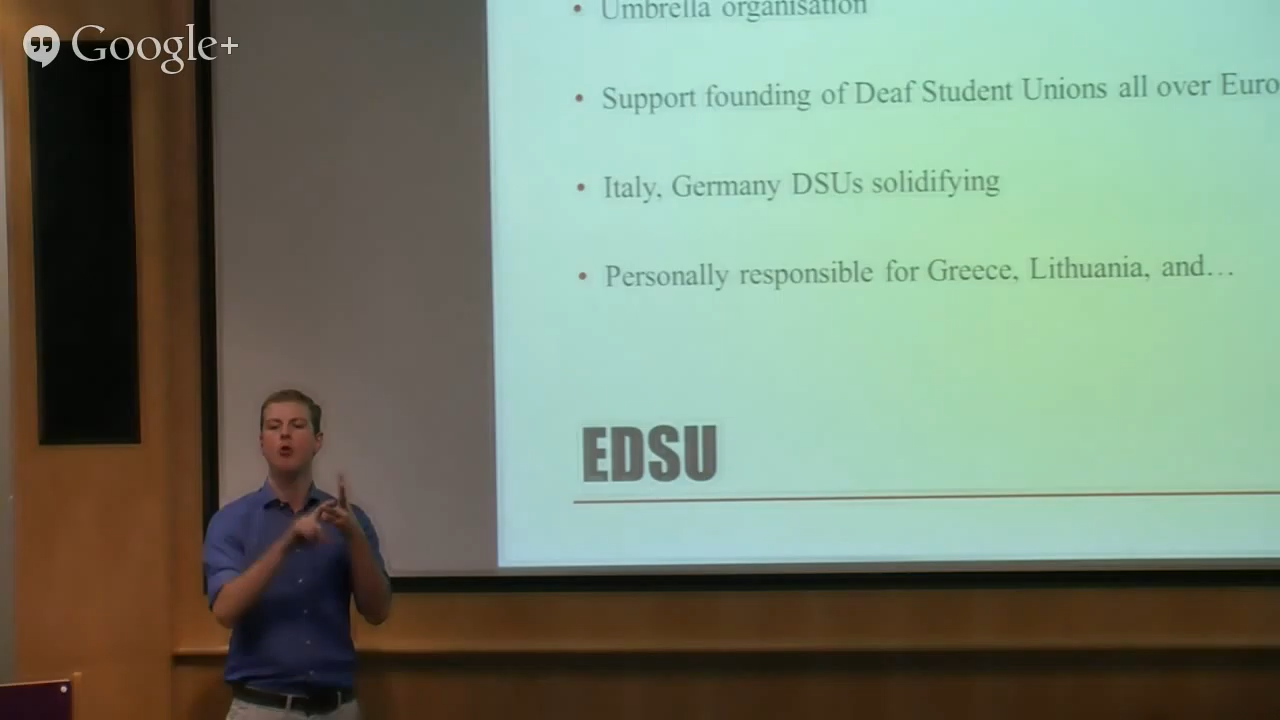 Google+
Umbrella organisation
Support founding of Deaf Student Unions all over Euro
Italy, Germany DSUs solidifying
Personally responsible for Greece, Lithuania, and…
EDSU